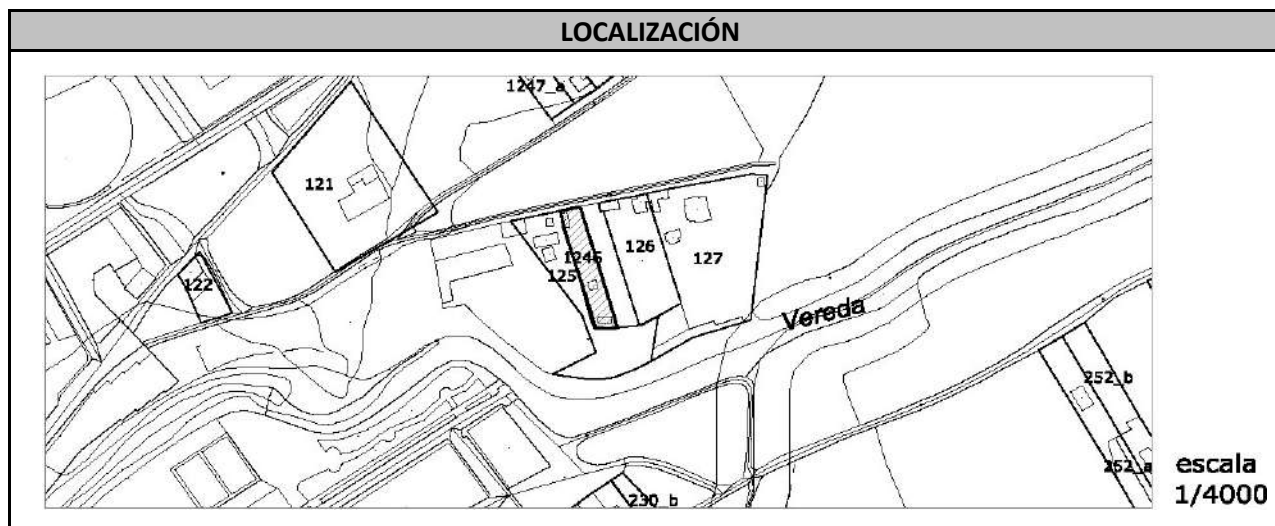 LOCALIZACIÓN
1247_a
121
126
1246
125
127
122
Vereda
252_b
252_a
230_b
escala
1/4000